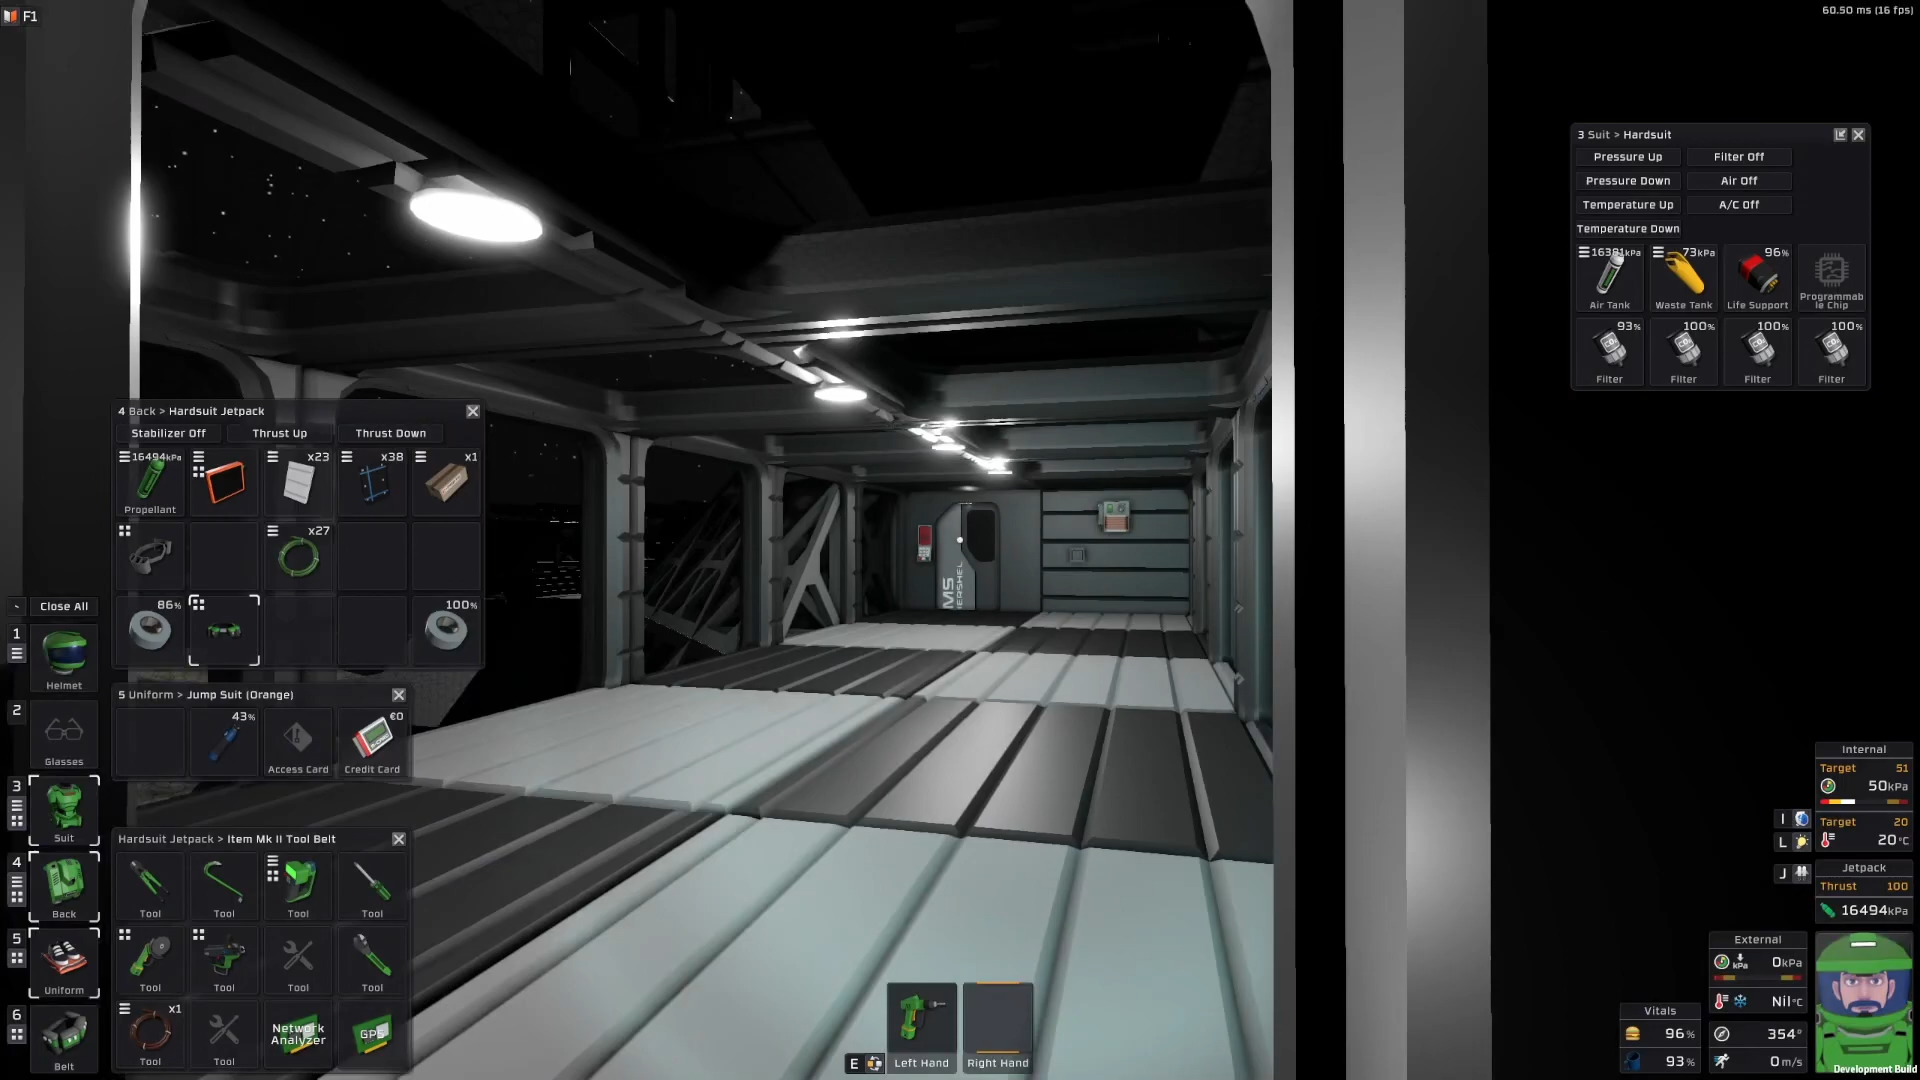 F1
60.50 ms (16 fps)
3 Suit > Hardsuit
Pressure Up
Filter Off
Pressure Down
Air Off
Temperature Up
A/C Off
Temperature Down
16381kPa
73kPa
96%
Air Tank
Waste Tank
Life Support
Programmab
le Chip
93%
100%
100%
100%
Filter
Filter
Filter
Filter
4 Back > Hardsuit Jetpack
Stabilizer Off
Thrust Up
Thrust Down
16494kPa
x23
x38
x1
Propellant
x27
86%
100%
MS
HERSHEL
5 Uniform > Jump Suit (Orange)
43%
€0
Access Card
Credit Card
Hardsuit Jetpack > Item Mk II Tool Belt
Tool
Tool
Tool
Tool
Tool
Tool
Tool
Tool
x1
Network
Analyzer
GPS
Tool
Tool
~
Close All
1
Helmet
2
Glasses
3
Suit
4
Back
5
Uniform
6
Belt
E
Left Hand
Right Hand
Internal
Target 51
50kPa
Target 20
20°C
I
L
J
Jetpack
Thrust 100
16494kPa
External
kPa
0kPa
Nil°C
354°
0m/s
Vitals
96%
93%
Development Build